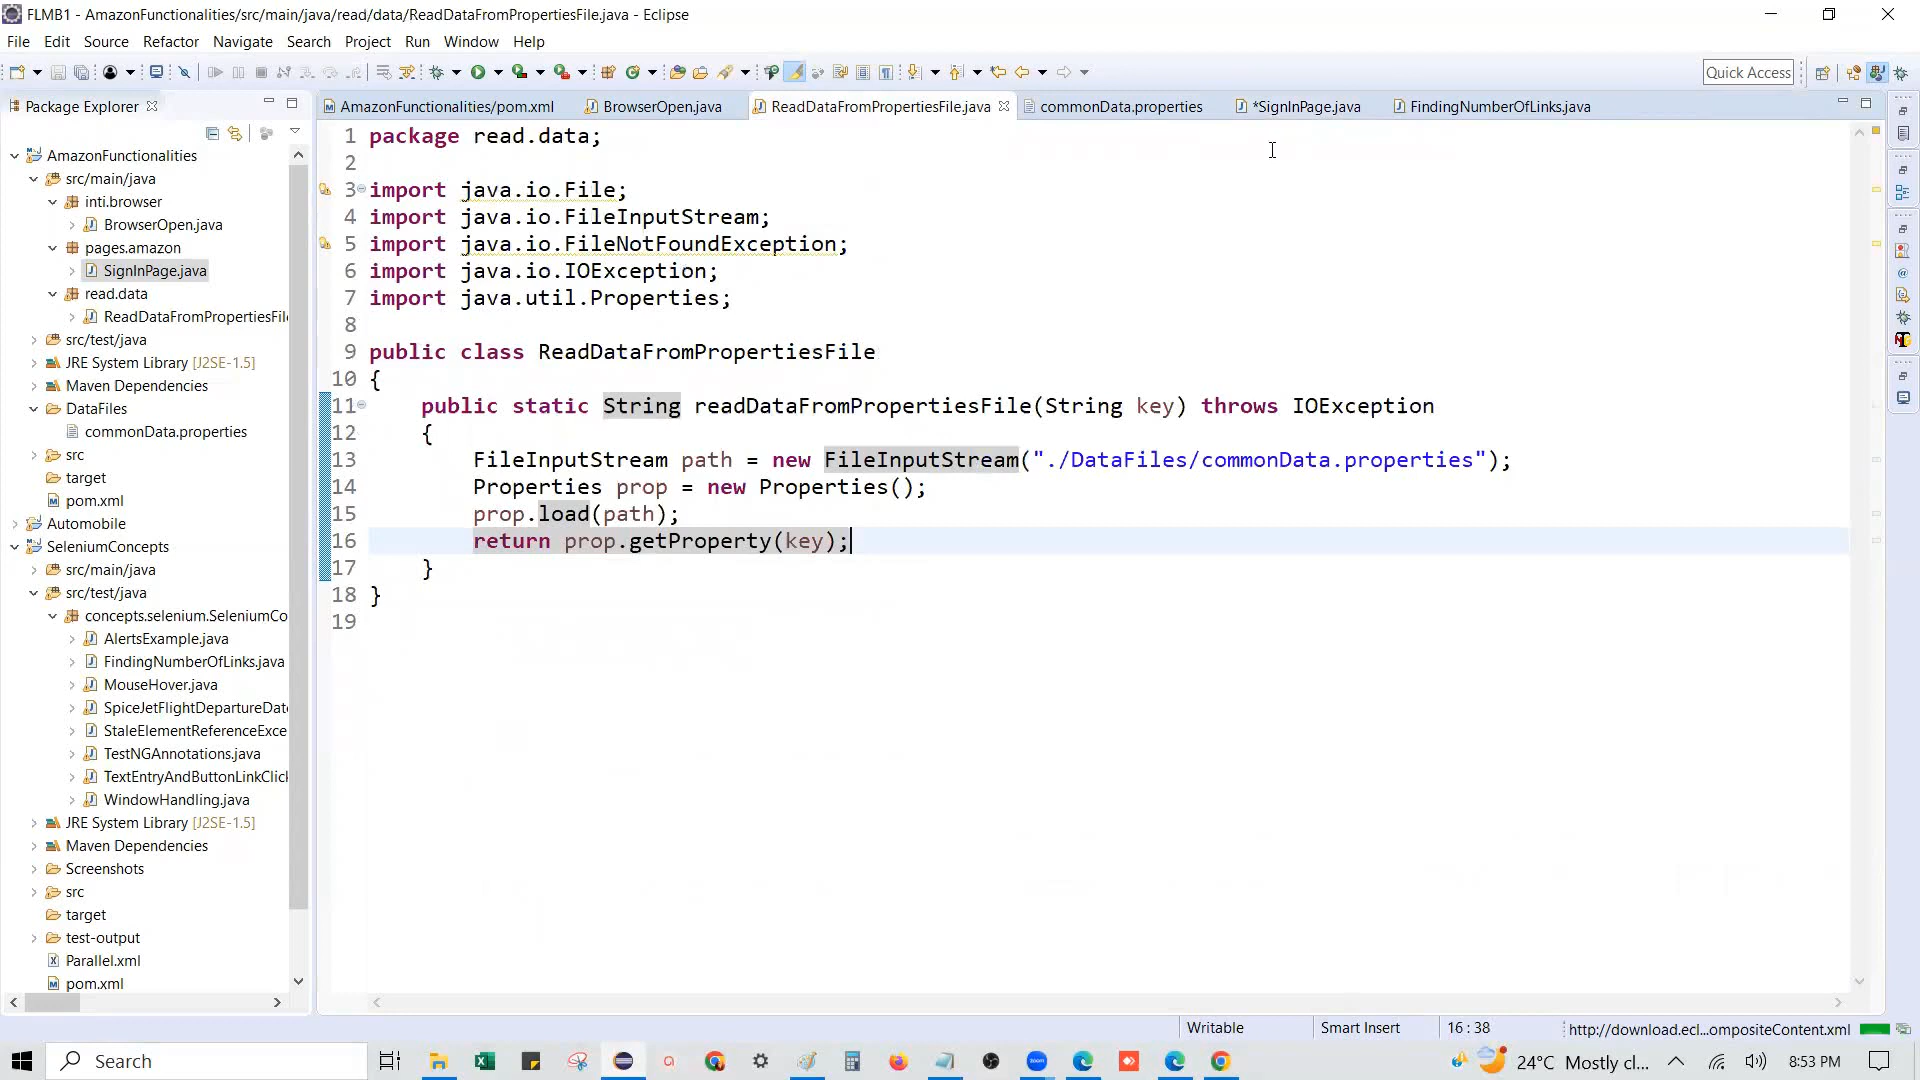 FLMB1 - AmazonFunctionalities/src/main/java/read/data/ReadDataFromPropertiesFile.java - Eclipse
File Edit Source Refactor Navigate Search Project Run Window Help
Quick Access
Package Explorer
AmazonFunctionalities/pom.xml BrowserOpen.java ReadDataFromPropertiesFile.java commonData.properties *SignInPage.java FindingNumberOfLinks.java
AmazonFunctionalities
src/main/java
inti.browser
BrowserOpen.java
pages.amazon
SignInPage.java
read.data
ReadDataFromPropertiesFil
src/test/java
JRE System Library [J2SE-1.5]
Maven Dependencies
DataFiles
commonData.properties
src
target
pom.xml
Automobile
SeleniumConcepts
src/main/java
src/test/java
concepts.selenium.SeleniumCo
AlertsExample.java
FindingNumberOfLinks.java
MouseHover.java
SpiceJetFlightDepartureDate
StaleElementReferenceExce
TestNGAnnotations.java
TextEntryAndButtonLinkClick
WindowHandling.java
JRE System Library [J2SE-1.5]
Maven Dependencies
Screenshots
src
target
test-output
Parallel.xml
pom.xml
1 package read.data;
2
3 import java.io.File;
4 import java.io.FileInputStream;
5 import java.io.FileNotFoundException;
6 import java.io.IOException;
7 import java.util.Properties;
8
9 public class ReadDataFromPropertiesFile
10 {
11 public static String readDataFromPropertiesFile(String key) throws IOException
12 {
13 FileInputStream path = new FileInputStream("./DataFiles/commonData.properties");
14 Properties prop = new Properties();
15 prop.load(path);
16 return prop.getProperty(key);
17 }
18 }
19
Writable Smart Insert 16 : 38 http://download.ecl...ompositeContent.xml
Search 24°C Mostly cl... 8:53 PM